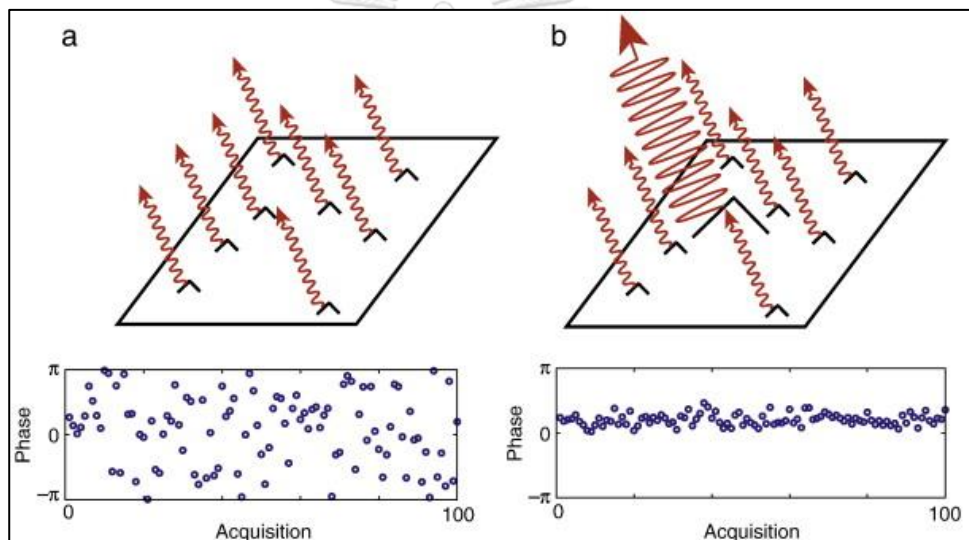 a
b
π
0
−π
Phase
0
100
Acquisition
π
0
−π
Phase
0
100
Acquisition